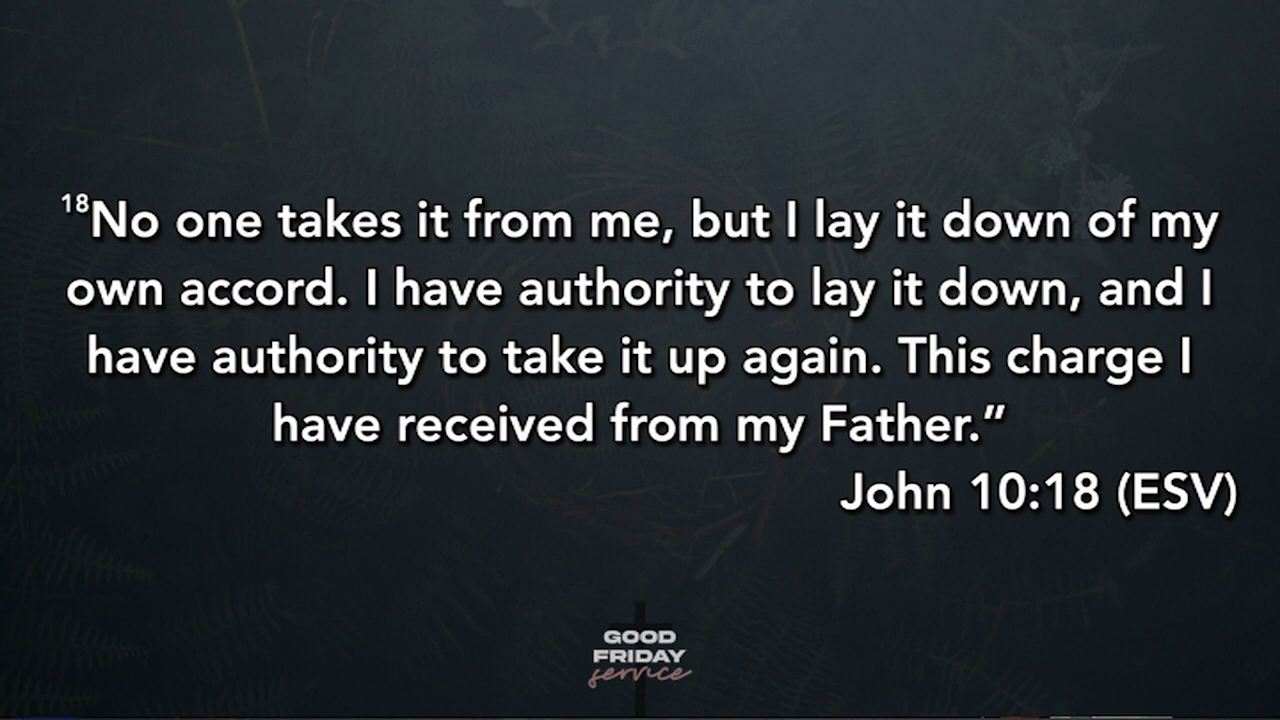 18No one takes it from me, but I lay it down of my
own accord. I have authority to lay it down, and I
have authority to take it up again. This charge I
have received from my Father.”
John 10:18 (ESV)
GOOD
FRIDAY
service